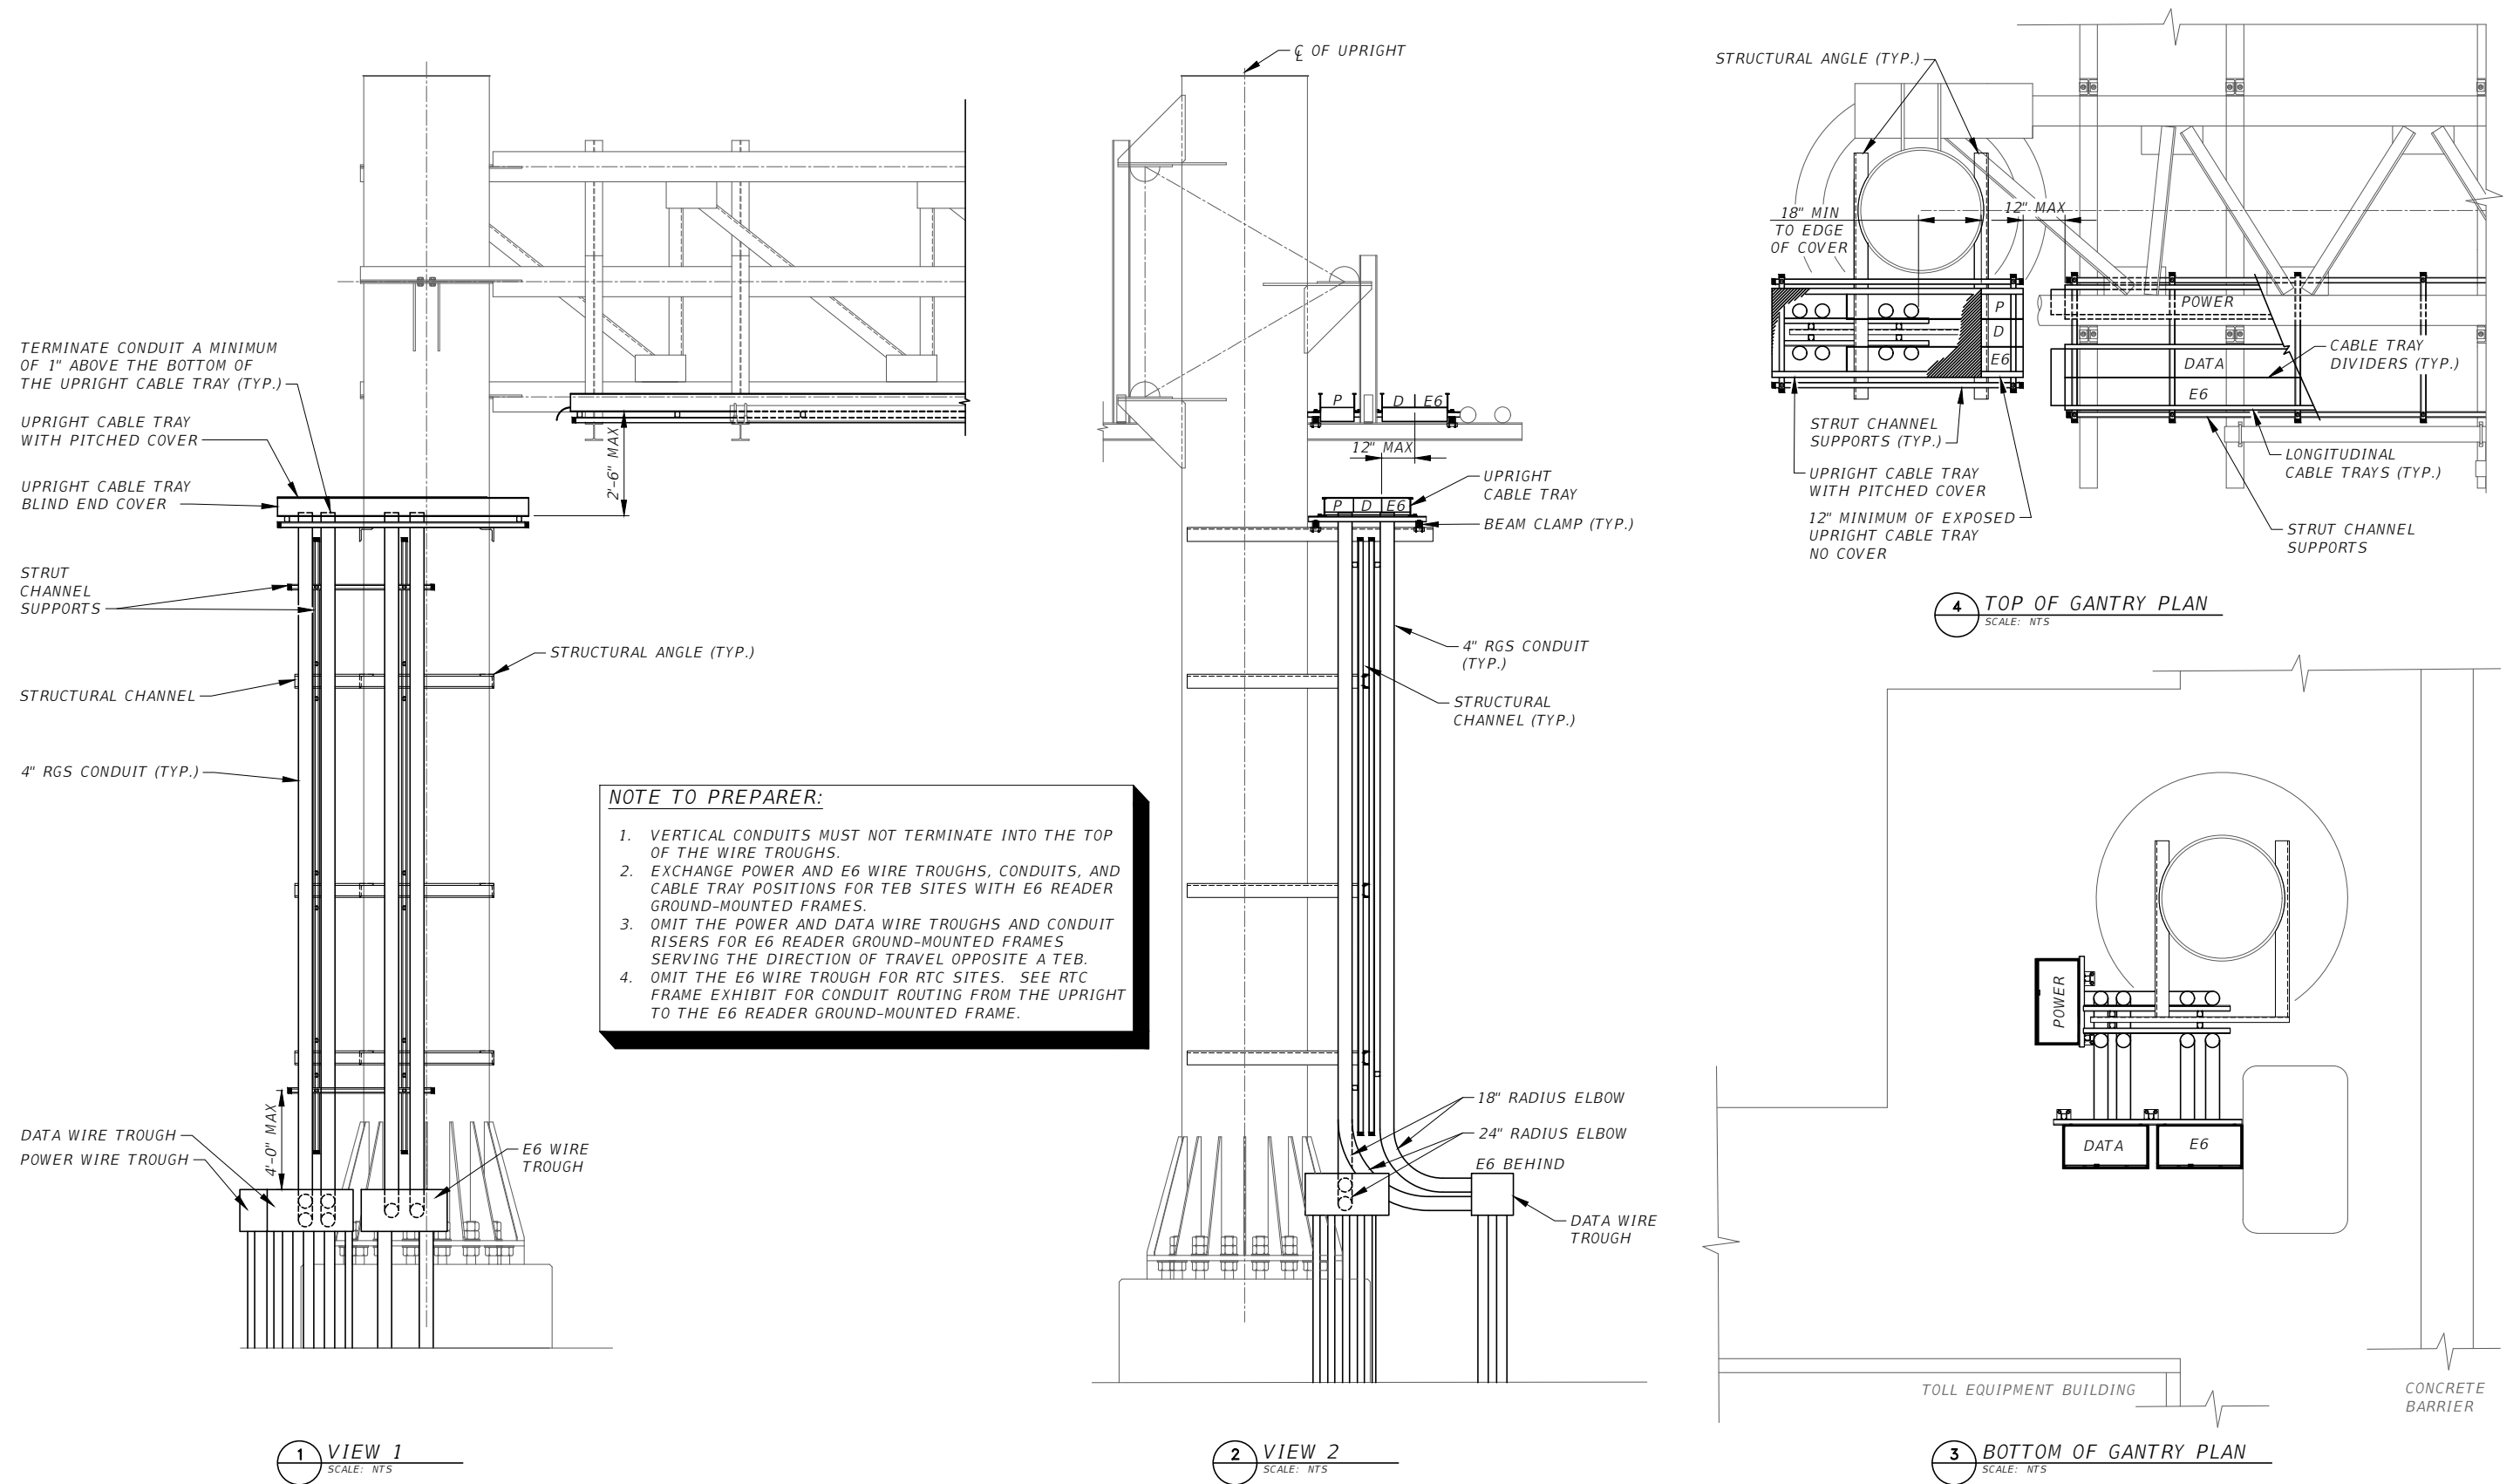 TERMINATE CONDUIT A MINIMUM
OF 1" ABOVE THE BOTTOM OF
THE UPRIGHT CABLE TRAY (TYP.)
UPRIGHT CABLE TRAY
WITH PITCHED COVER
UPRIGHT CABLE TRAY
BLIND END COVER
2'-6" MAX
STRUT
CHANNEL
SUPPORTS
STRUCTURAL ANGLE (TYP.)
STRUCTURAL CHANNEL
4" RGS CONDUIT (TYP.)
4'-0" MAX
DATA WIRE TROUGH
POWER WIRE TROUGH
E6 WIRE
TROUGH
1
VIEW 1
SCALE: NTS
NOTE TO PREPARER:
1. VERTICAL CONDUITS MUST NOT TERMINATE INTO THE TOP
OF THE WIRE TROUGHS.
2. EXCHANGE POWER AND E6 WIRE TROUGHS, CONDUITS, AND
CABLE TRAY POSITIONS FOR TEB SITES WITH E6 READER
GROUND-MOUNTED FRAMES.
3. OMIT THE POWER AND DATA WIRE TROUGHS AND CONDUIT
RISERS FOR E6 READER GROUND-MOUNTED FRAMES
SERVING THE DIRECTION OF TRAVEL OPPOSITE A TEB.
4. OMIT THE E6 WIRE TROUGH FOR RTC SITES. SEE RTC
FRAME EXHIBIT FOR CONDUIT ROUTING FROM THE UPRIGHT
TO THE E6 READER GROUND-MOUNTED FRAME.
℄ OF UPRIGHT
P
D
E6
12" MAX
UPRIGHT
CABLE TRAY
P
D
E6
BEAM CLAMP (TYP.)
4" RGS CONDUIT
(TYP.)
STRUCTURAL
CHANNEL (TYP.)
18" RADIUS ELBOW
24" RADIUS ELBOW
E6 BEHIND
DATA WIRE
TROUGH
2
VIEW 2
SCALE: NTS
STRUCTURAL ANGLE (TYP.)
18" MIN
TO EDGE
OF COVER
12" MAX
P
D
E6
POWER
DATA
E6
CABLE TRAY
DIVIDERS (TYP.)
STRUT CHANNEL
SUPPORTS (TYP.)
LONGITUDINAL
CABLE TRAYS (TYP.)
UPRIGHT CABLE TRAY
WITH PITCHED COVER
12" MINIMUM OF EXPOSED
UPRIGHT CABLE TRAY
NO COVER
STRUT CHANNEL
SUPPORTS
4
TOP OF GANTRY PLAN
SCALE: NTS
POWER
DATA
E6
TOLL EQUIPMENT BUILDING
CONCRETE
BARRIER
3
BOTTOM OF GANTRY PLAN
SCALE: NTS